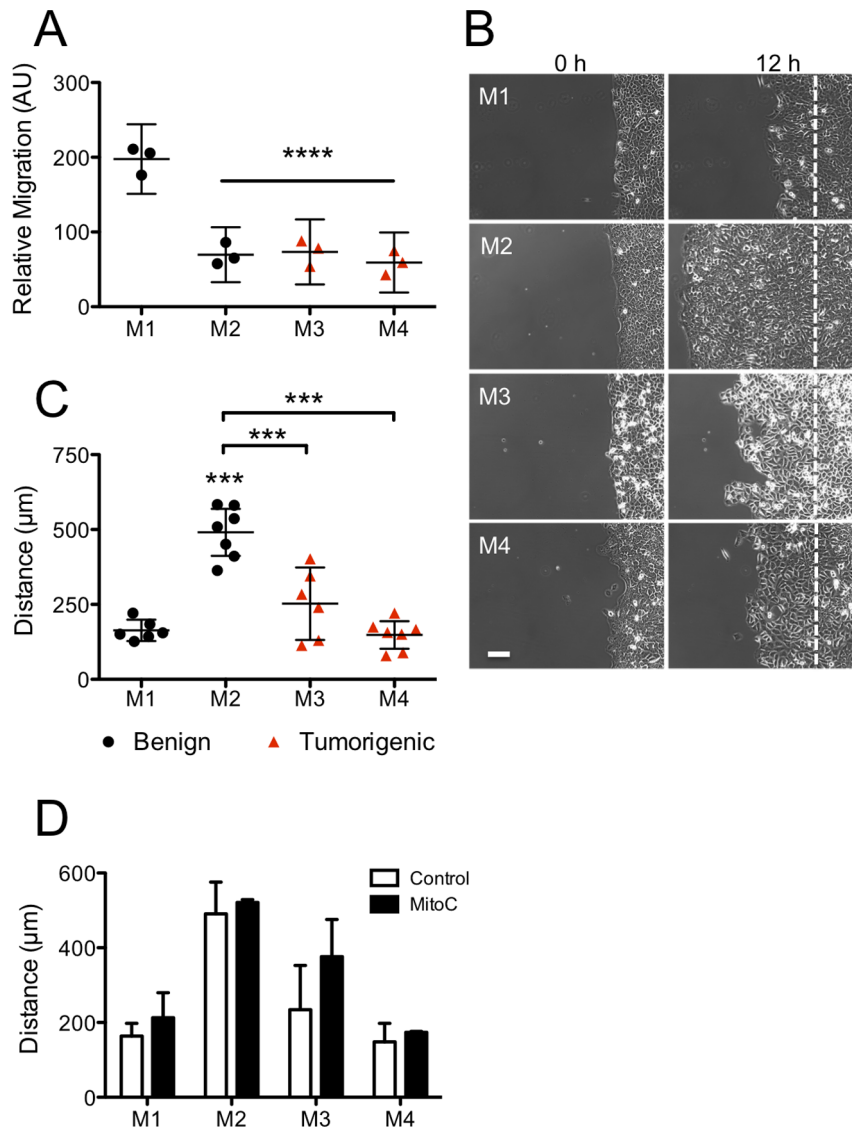 A
Relative Migration (AU)
300
200
100
0
****
M1 M2 M3 M4
B
0 h 12 h
M1
M2
M3
M4
C
Distance (µm)
750
500
250
0
***
***
***
M1 M2 M3 M4
Benign Tumorigenic
D
Distance (µm)
600
400
200
0
Control
MitoC
M1 M2 M3 M4